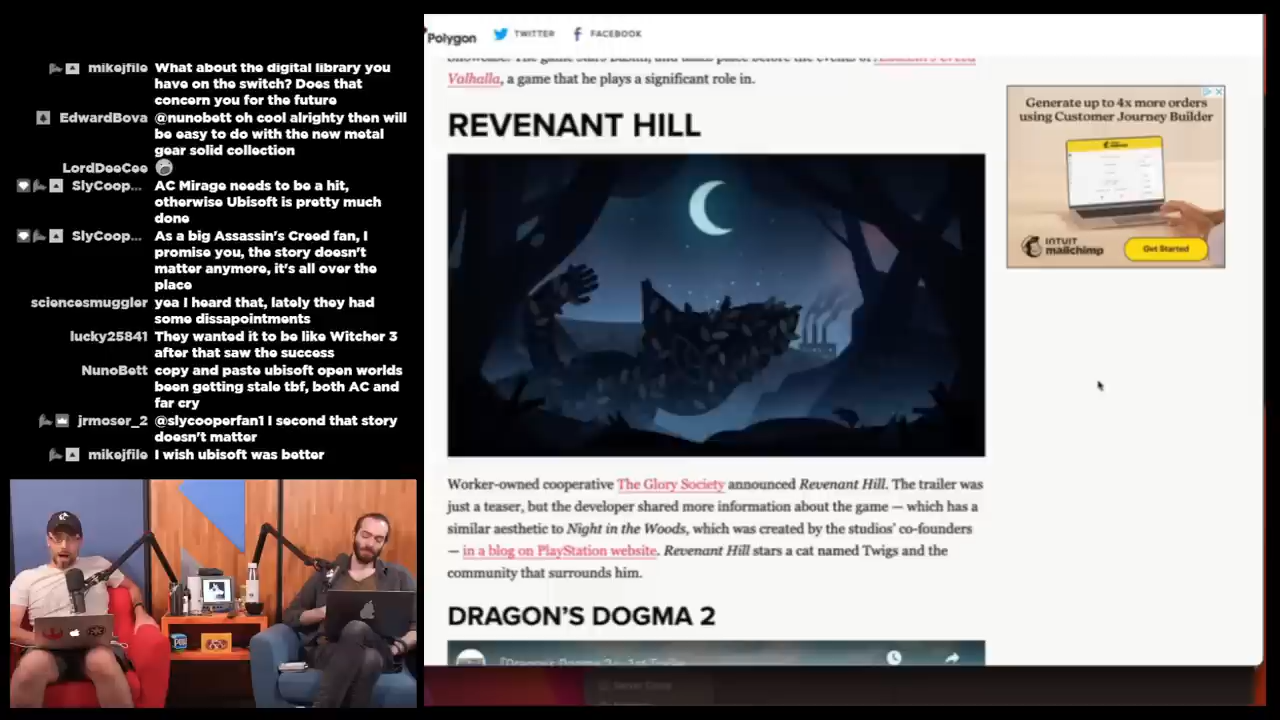 mikejfile What about the digital library you
have on the switch? Does that
concern you for the future
EdwardBova @nunobett oh cool alrighty then will
be easy to do with the new metal
gear solid collection
LordDeeCee
SlyCoop... AC Mirage needs to be a hit,
otherwise Ubisoft is pretty much
done
SlyCoop... As a big Assassin's Creed fan, I
promise you, the story doesn't
matter anymore, it's all over the
place
sciencesmuggler yea I heard that, lately they had
some dissapointments
lucky25841 They wanted it to be like Witcher 3
after that saw the success
NunoBett copy and paste ubisoft open worlds
been getting stale tbf, both AC and
far cry
jrmoser_2 @slycooperfan1 I second that story
doesn't matter
mikejfile I wish ubisoft was better
Polygon TWITTER FACEBOOK
Valhalla, a game that he plays a significant role in.
REVENANT HILL
Generate up to 4x more orders
using Customer Journey Builder
INTUIT
mailchimp
Get Started
Worker-owned cooperative The Glory Society announced Revenant Hill. The trailer was
just a teaser, but the developer shared more information about the game — which has a
similar aesthetic to Night in the Woods, which was created by the studios' co-founders
— in a blog on PlayStation website. Revenant Hill stars a cat named Twigs and the
community that surrounds him.
DRAGON'S DOGMA 2